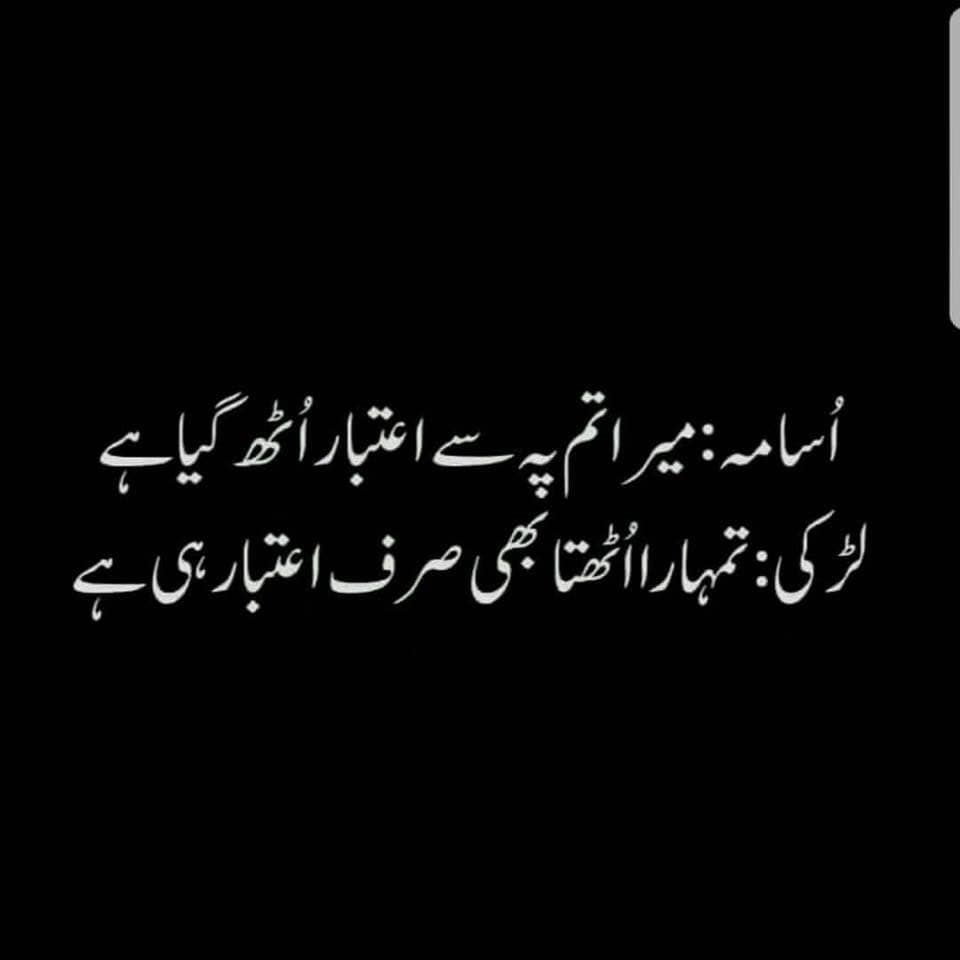 اُسامہ: میرا تم پہ سے اعتبار اُٹھ گیا ہے
لڑکی: تمہارا اُٹھتا بھی صرف اعتبار ہی ہے